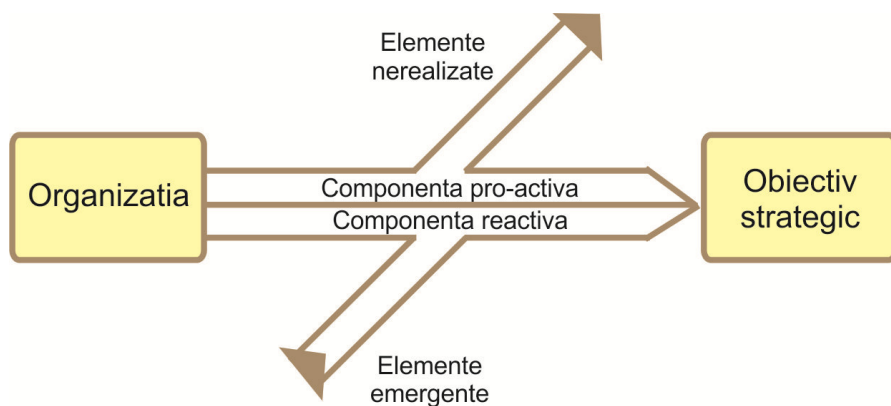 Elemente
nerealizate
Organizatia
Componenta pro-activa
Componenta reactiva
Obiectiv
strategic
Elemente
emergente